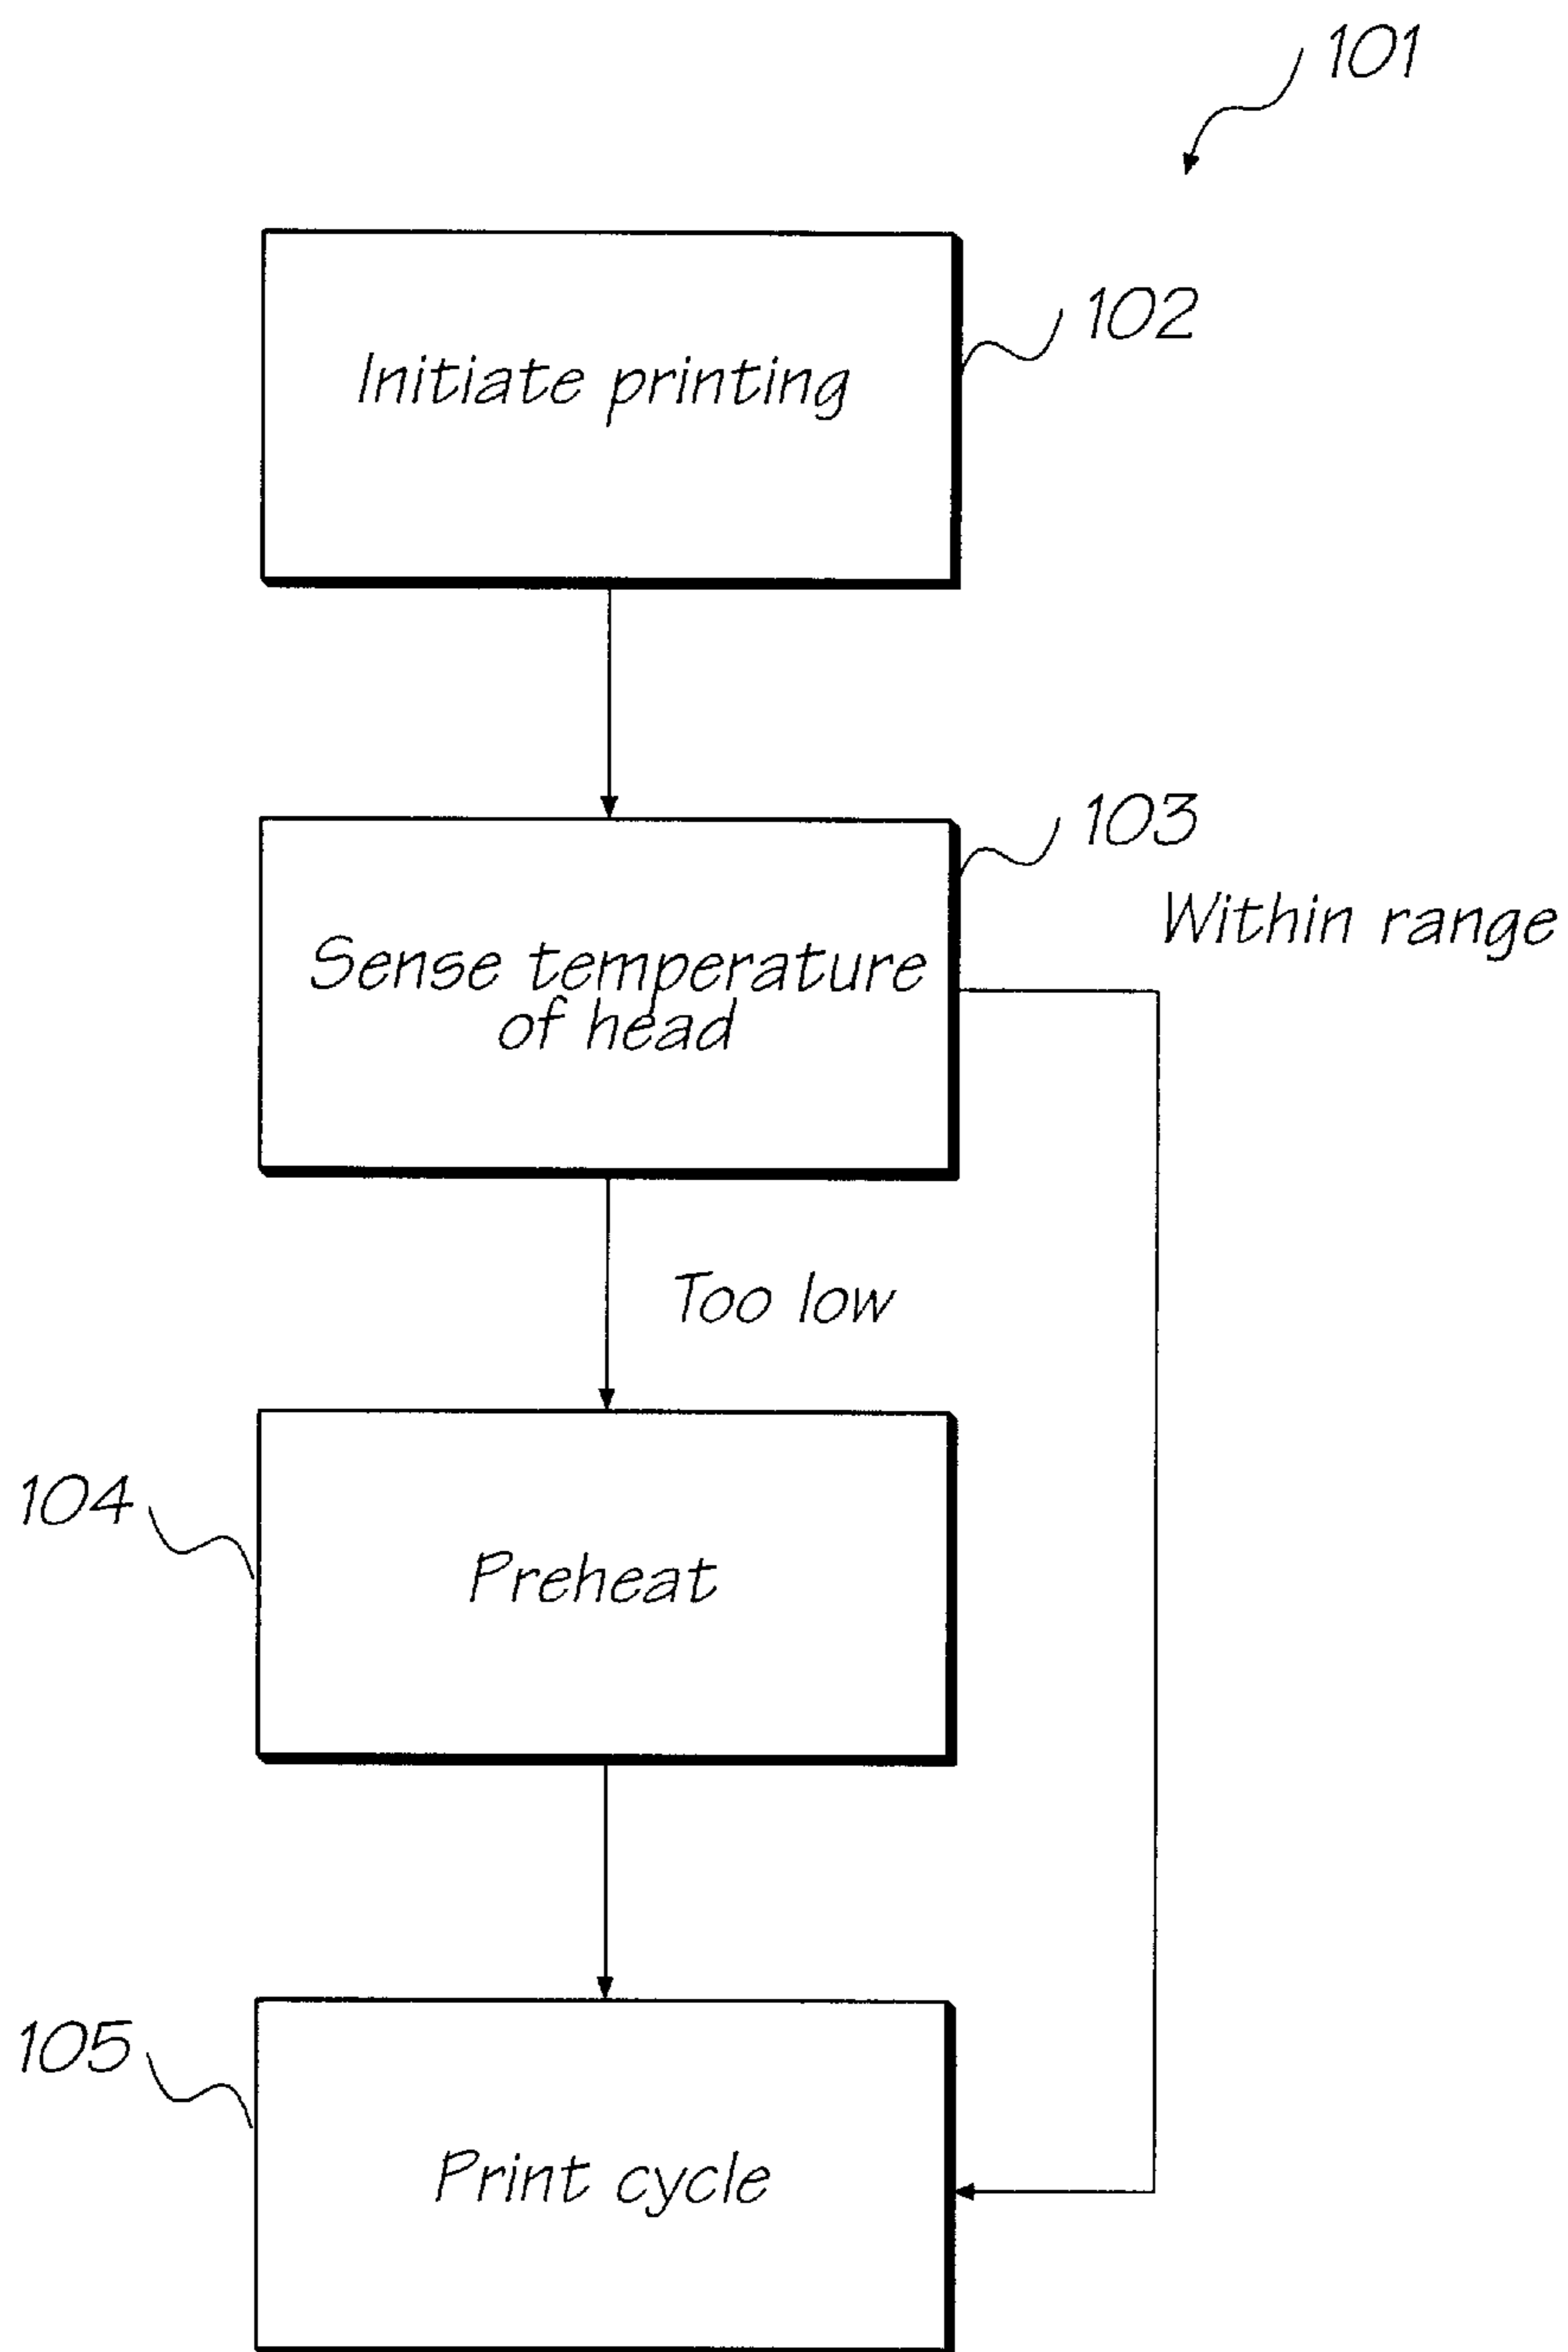 101
Initiate printing
102
103
Within range
Sense temperature
of head
Too low
104
Preheat
105
Print cycle